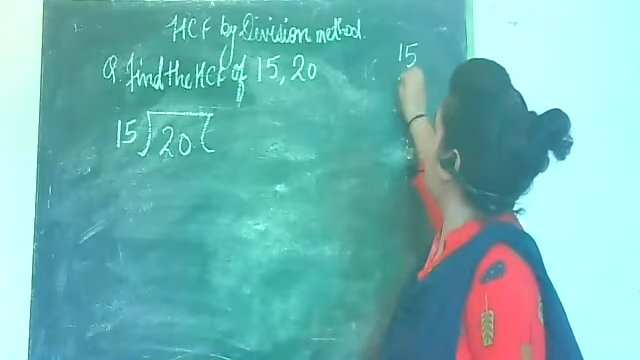 HCF by Division method.
Q. Find the HCF of 15, 20
15
15 20